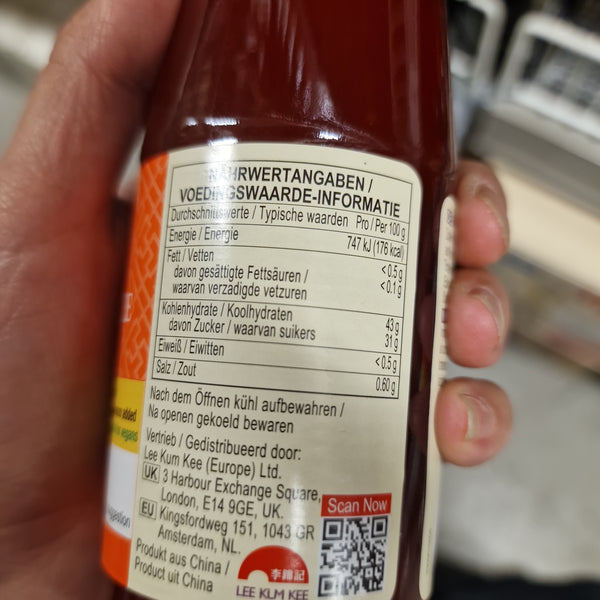 NÄHRWERTANGABEN /
VOEDINGSWAARDE-INFORMATIE
Durchschnittswerte / Typische waarden Pro / Per 100 g
Energie / Energie 747 kJ (176 kcal)
Fett / Vetten <0.5 g
davon gesättigte Fettsäuren /
waarvan verzadigde vetzuren <0.1 g
Kohlenhydrate / Koolhydraten 43 g
davon Zucker / waarvan suikers 31 g
Eiweiß / Eiwitten <0.5 g
Salz / Zout 0.60 g
Nach dem Öffnen kühl aufbewahren /
Na openen gekoeld bewaren
Vertrieb / Gedistribueerd door:
Lee Kum Kee (Europe) Ltd.
UK 3 Harbour Exchange Square,
London, E14 9GE, UK.
EU Kingsfordweg 151, 1043 GR
Amsterdam, NL.
Produkt aus China /
Product uit China
李錦記
LEE KUM KEE
Scan Now
added